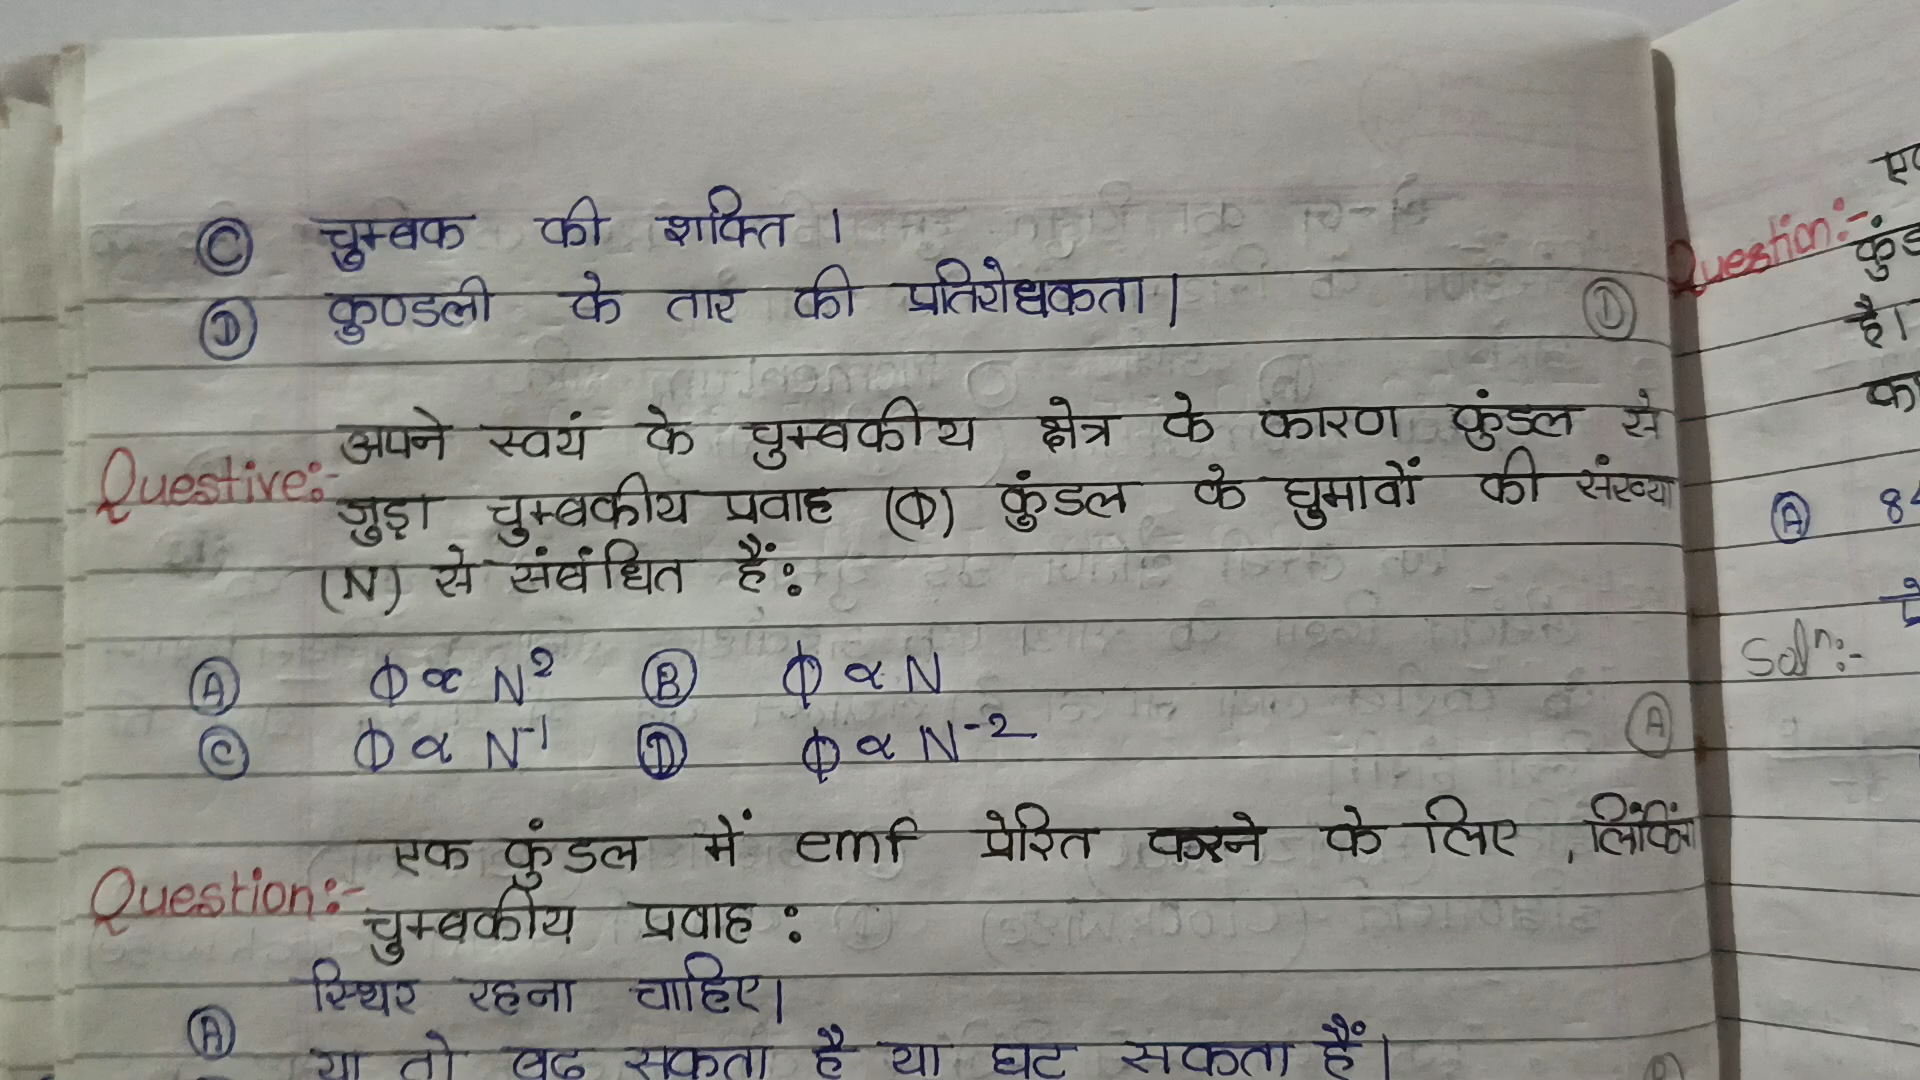 Ⓒ चुम्बक की शक्ति ।
Ⓓ कुण्डली के तार की प्रतिरोधकता । Ⓓ
Questive:- अपने स्वयं के चुम्बकीय क्षेत्र के कारण कुंडल से
जुड़ा चुम्बकीय प्रवाह (Φ) कुंडल के घुमावों की संख्या
(N) से संबंधित हैं:
Ⓐ Φ ∝ N² Ⓑ Φ ∝ N
Ⓒ Φ ∝ N⁻¹ Ⓓ Φ ∝ N⁻² Ⓐ
Question:- एक कुंडल में emf प्रेरित करने के लिए,
चुम्बकीय प्रवाह :
Ⓐ स्थिर रहना चाहिए।
या तो बढ सकता है या घट सकता हैं।
Question:-
है।
Ⓐ
Solⁿ:-